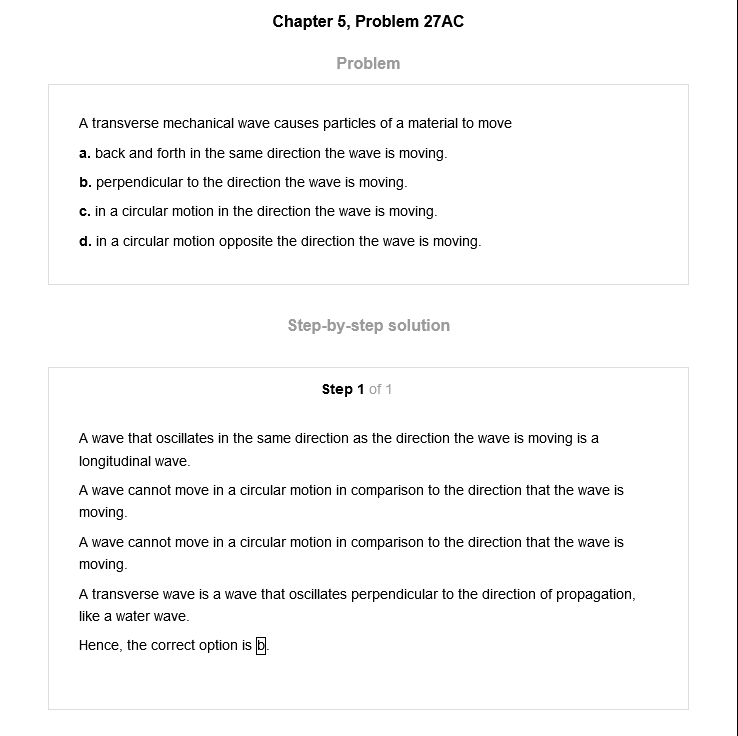 Chapter 5, Problem 27AC
Problem
A transverse mechanical wave causes particles of a material to move
a. back and forth in the same direction the wave is moving.
b. perpendicular to the direction the wave is moving.
c. in a circular motion in the direction the wave is moving.
d. in a circular motion opposite the direction the wave is moving.
Step-by-step solution
Step 1 of 1
A wave that oscillates in the same direction as the direction the wave is moving is a
longitudinal wave.
A wave cannot move in a circular motion in comparison to the direction that the wave is
moving.
A wave cannot move in a circular motion in comparison to the direction that the wave is
moving.
A transverse wave is a wave that oscillates perpendicular to the direction of propagation,
like a water wave.
Hence, the correct option is b.